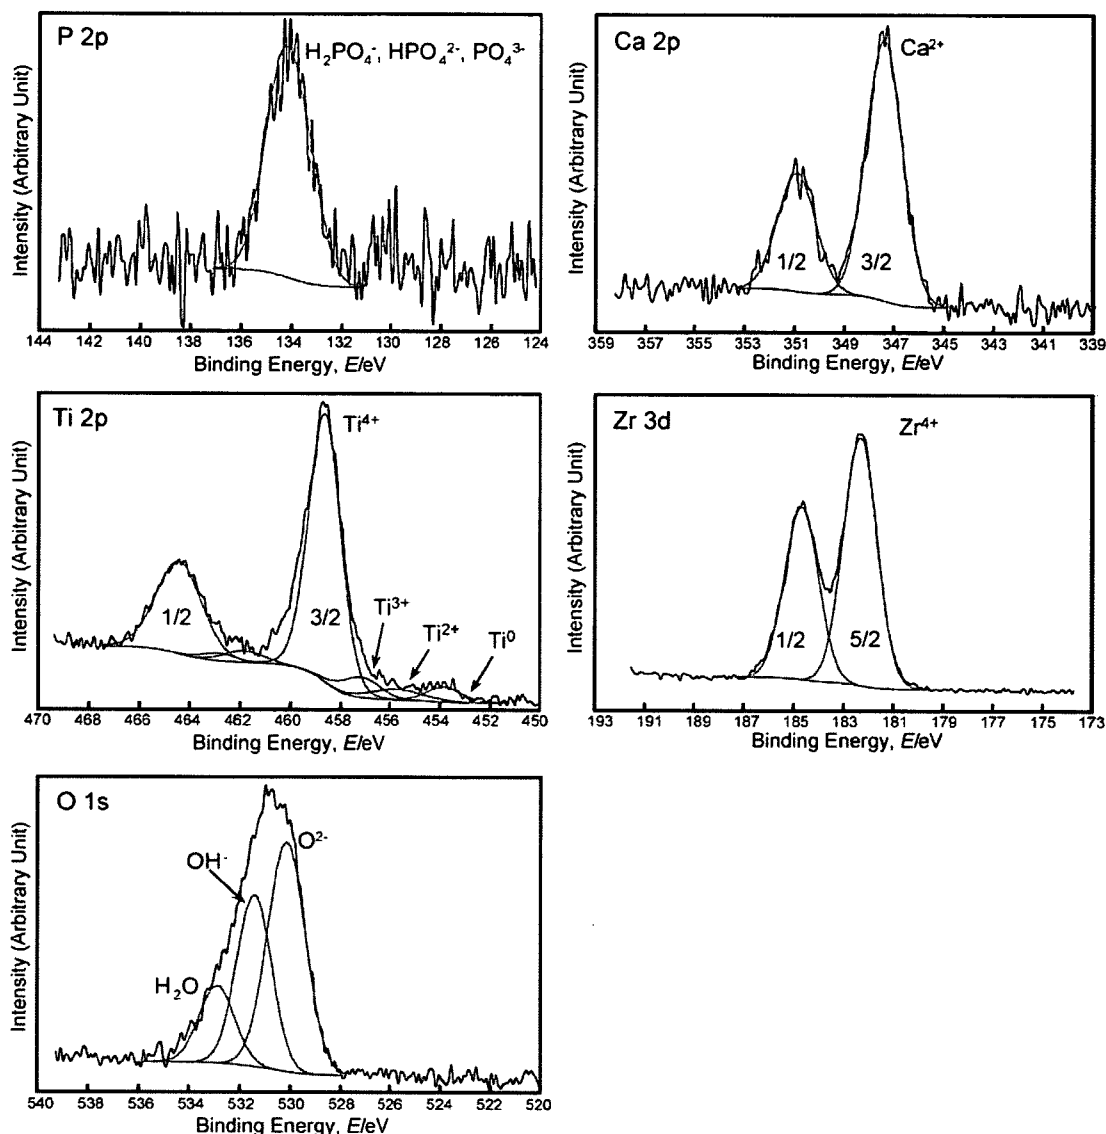 P 2p
H₂PO₄⁻, HPO₄²⁻, PO₄³⁻
Intensity (Arbitrary Unit)
144 142 140 138 136 134 132 130 128 126 124
Binding Energy, E/eV
Ca 2p
Ca²⁺
1/2 3/2
Intensity (Arbitrary Unit)
359 357 355 353 351 349 347 345 343 341 339
Binding Energy, E/eV
Ti 2p
Ti⁴⁺
1/2 3/2
Ti³⁺
Ti²⁺
Ti⁰
Intensity (Arbitrary Unit)
470 468 466 464 462 460 458 456 454 452 450
Binding Energy, E/eV
Zr 3d
Zr⁴⁺
1/2 5/2
Intensity (Arbitrary Unit)
193 191 189 187 185 183 181 179 177 175 173
Binding Energy, E/eV
O 1s
O²⁻
OH⁻
H₂O
Intensity (Arbitrary Unit)
540 538 536 534 532 530 528 526 524 522 520
Binding Energy, E/eV